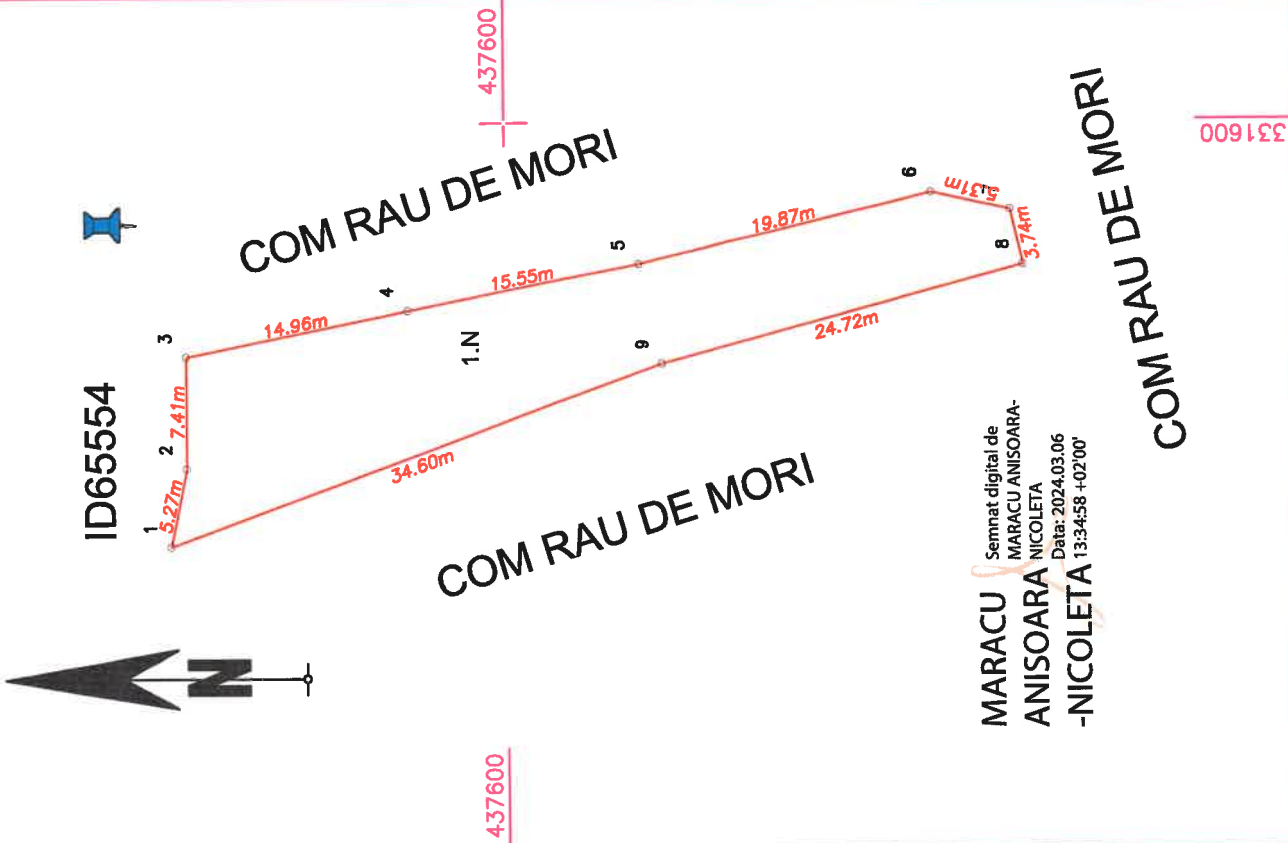 437600
331600
ID65554
COM RAU DE MORI
1
5.27m
2
7.41m
3
14.96m
4
15.55m
5
19.87m
6
5.31m
7
3.74m
8
24.72m
9
34.60m
1.N
COM RAU DE MORI
COM RAU DE MORI
N
437600
MARACU
ANISOARA
-NICOLETA
Semnat digital de
MARACU ANISOARA-
NICOLETA
Data: 2024.03.06
13:34:58 +02'00'